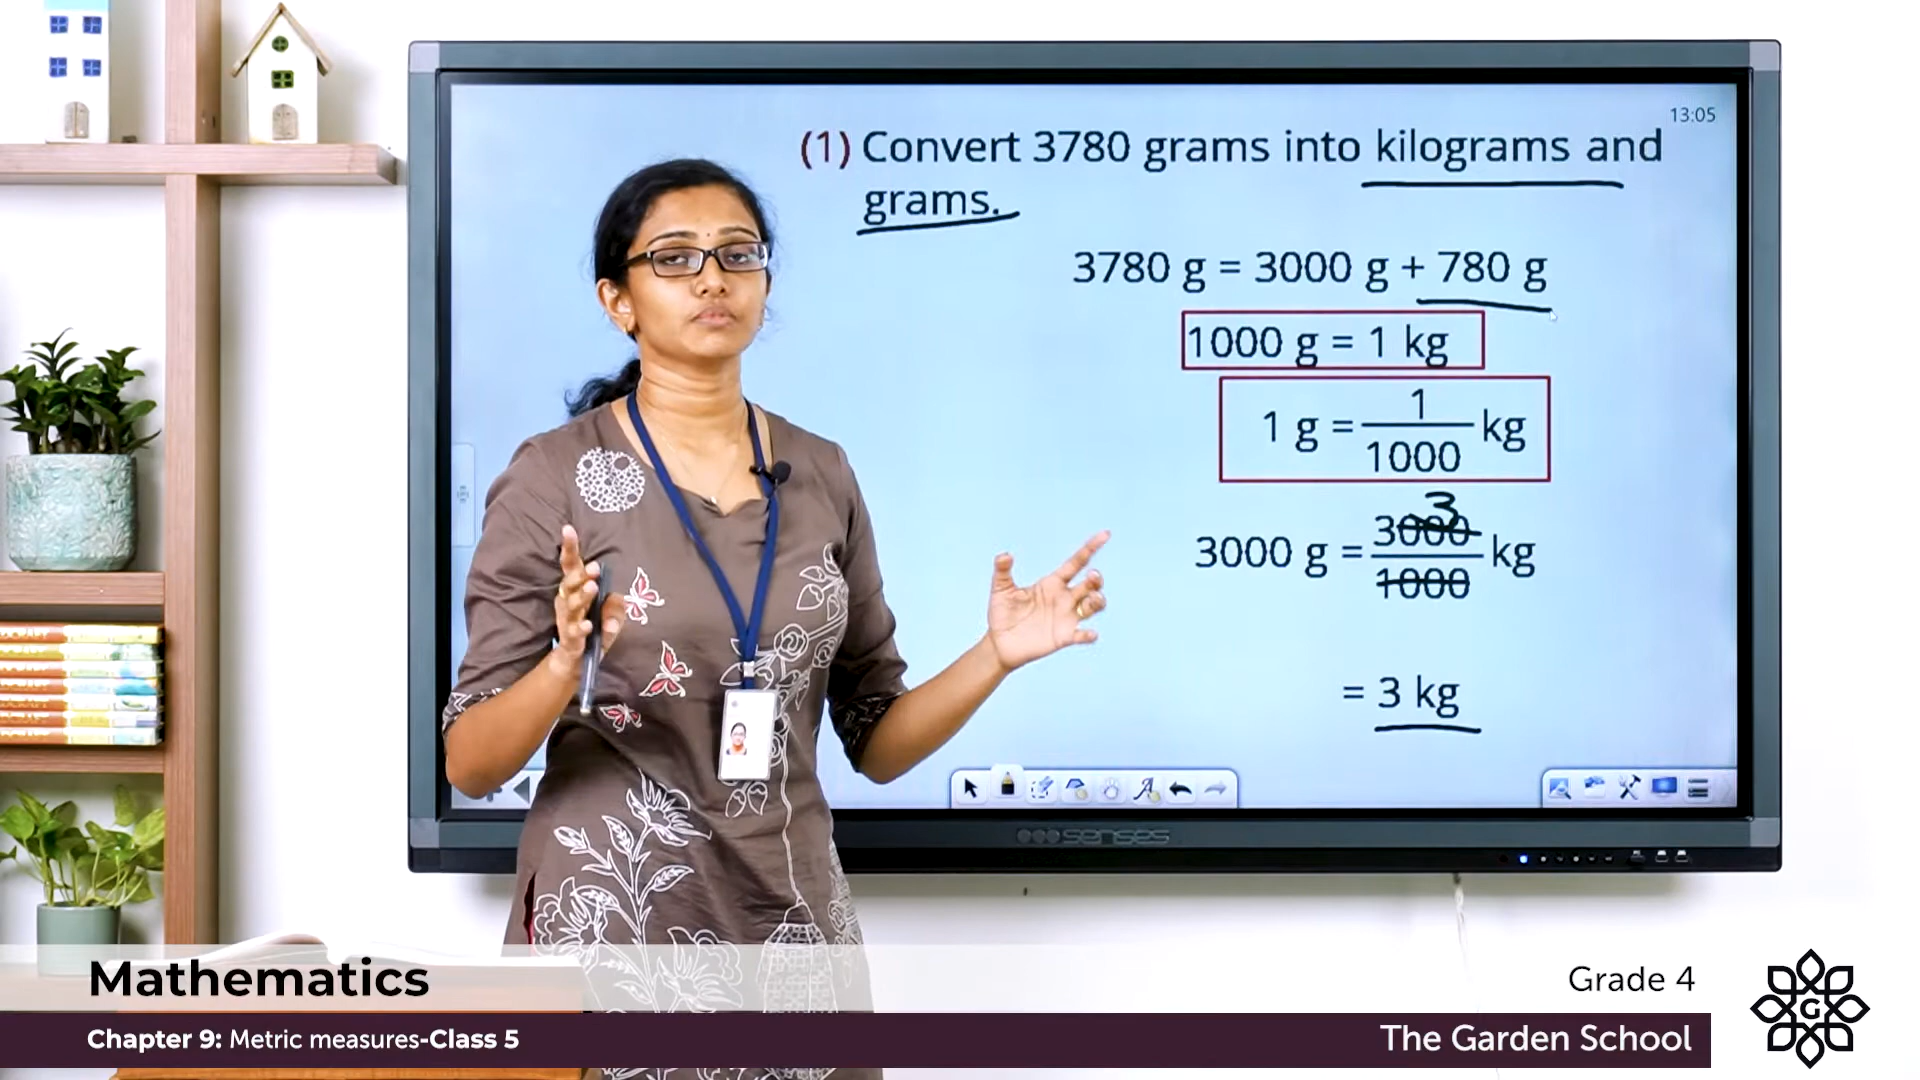 13:05
(1) Convert 3780 grams into kilograms and
grams.
3780 g = 3000 g + 780 g
1000 g = 1 kg
1 g = 1/1000 kg
3
3000 g = 3000/1000 kg
= 3 kg
senses
Mathematics
Grade 4
Chapter 9: Metric measures-Class 5
The Garden School
G